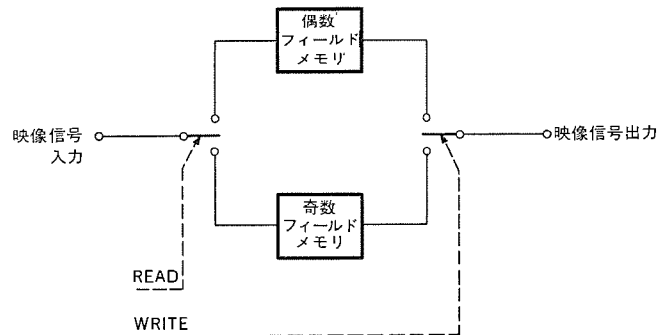 偶数
フィールド
メモリ
映像信号
入力
映像信号出力
奇数
フィールド
メモリ
READ
WRITE